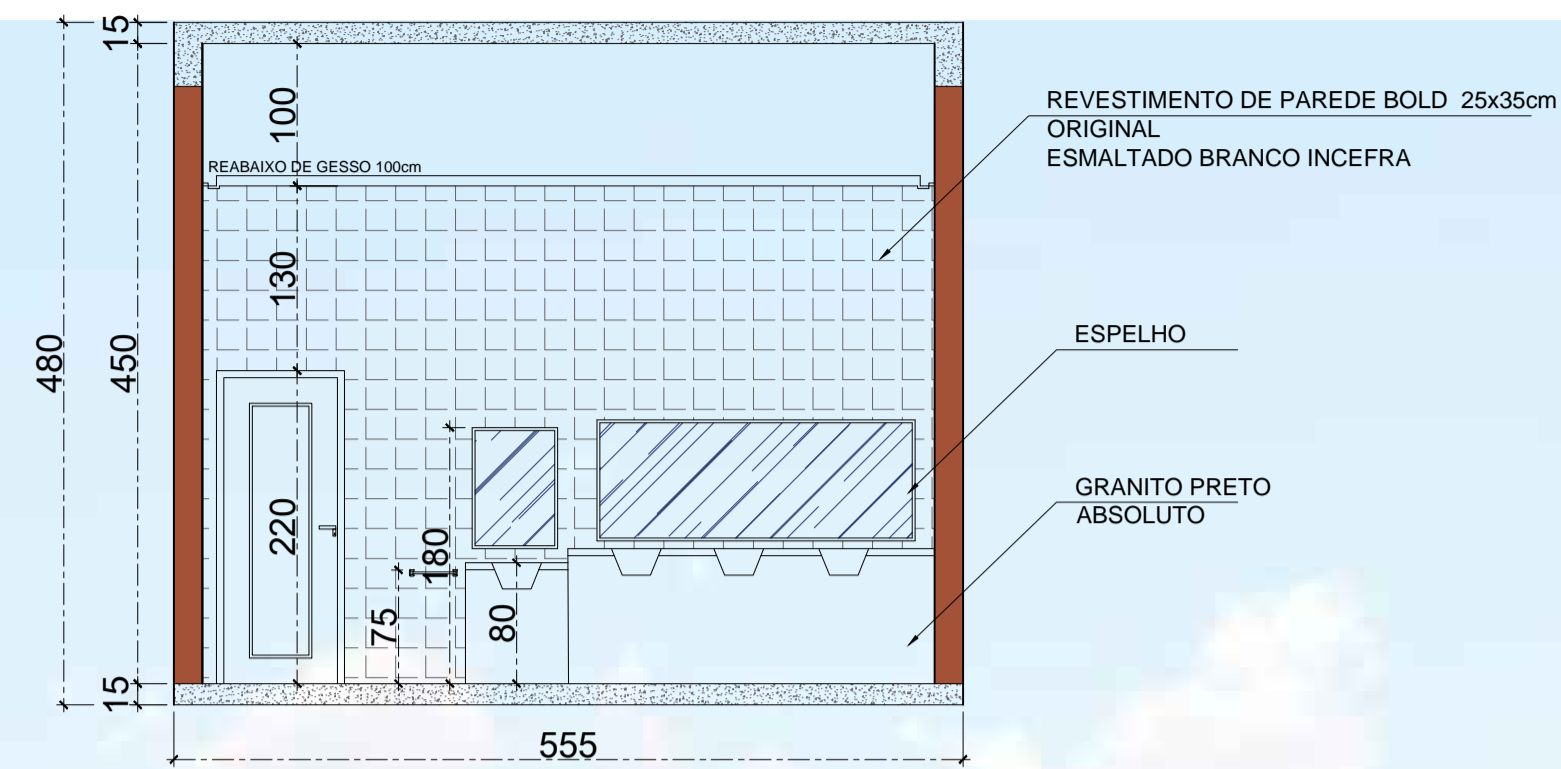 15
100
REVESTIMENTO DE PAREDE BOLD 25x35cm
ORIGINAL
ESMALTADO BRANCO INCEFRA
REABAIXO DE GESSO 100cm
130
480
450
ESPELHO
220
180
GRANITO PRETO
ABSOLUTO
75
80
15
555